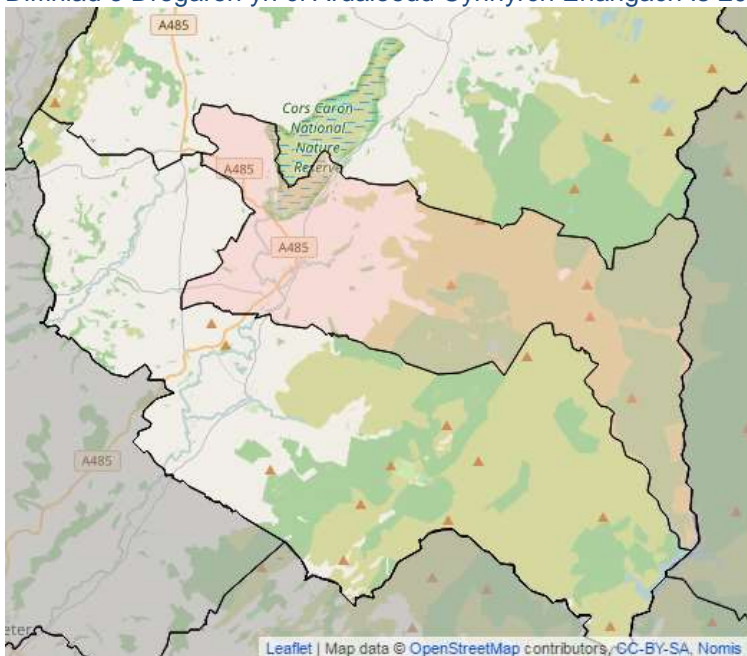 A485
Cors Caron
National
Nature
Reserve
A485
A485
A485
Leaflet | Map data © OpenStreetMap contributors, CC-BY-SA, Nomis